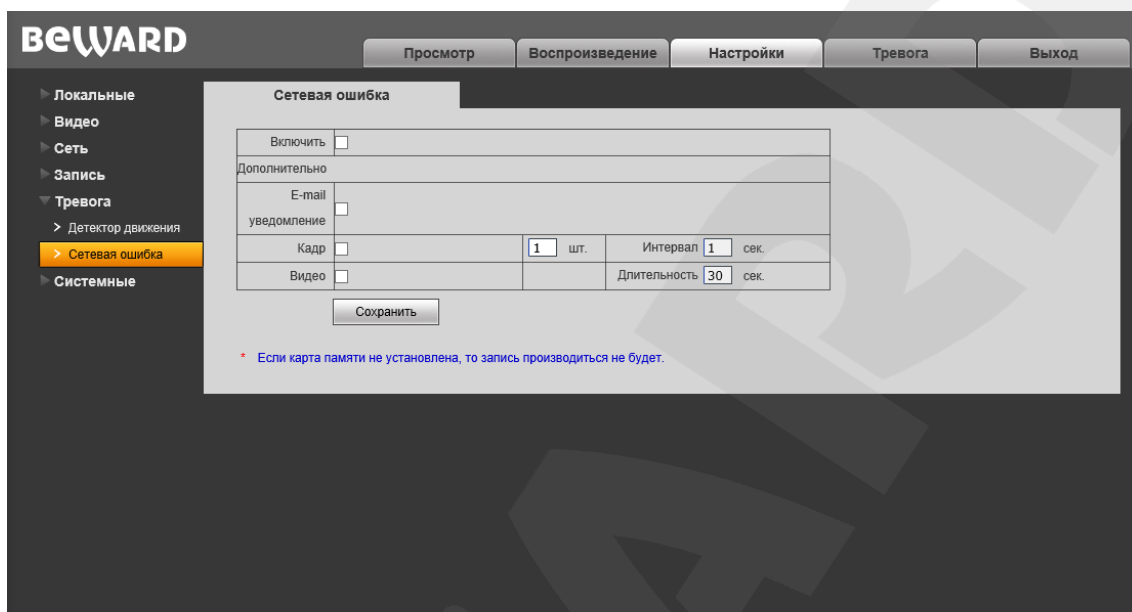 BEWARD
Просмотр Воспроизведение Настройки Тревога Выход
Локальные
Видео
Сеть
Запись
Тревога
> Детектор движения
> Сетевая ошибка
Системные
Сетевая ошибка
Включить
Дополнительно
E-mail
уведомление
Кадр 1 шт. Интервал 1 сек.
Видео Длительность 30 сек.
Сохранить
* Если карта памяти не установлена, то запись производиться не будет.